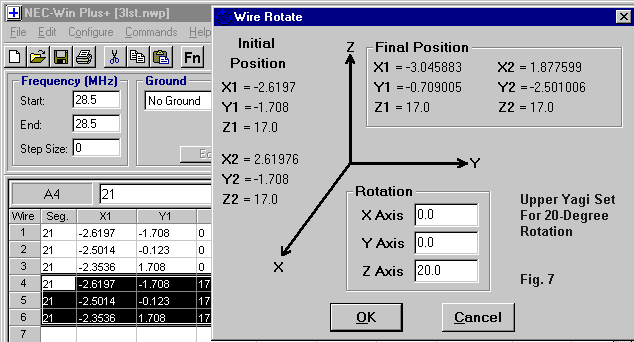 NEC-Win Plus+ [3lst.nwp]
File Edit Configure Commands Help
Fn
Frequency (MHz)
Start: 28.5
End: 28.5
Step Size: 0
Ground
No Ground
A4 21
Wire Seg. X1 Y1
1 21 -2.6197 -1.708 0
2 21 -2.5014 -0.123 0
3 21 -2.3536 1.708 0
4 21 -2.6197 -1.708 17
5 21 -2.5014 -0.123 17
6 21 -2.3536 1.708 17
7
Wire Rotate
Initial
Position
X1 = -2.6197
Y1 = -1.708
Z1 = 17.0
X2 = 2.61976
Y2 = -1.708
Z2 = 17.0
Z
Y
X
Final Position
X1 = -3.045883 X2 = 1.877599
Y1 = -0.709005 Y2 = -2.501006
Z1 = 17.0 Z2 = 17.0
Rotation
X Axis 0.0
Y Axis 0.0
Z Axis 20.0
Upper Yagi Set
For 20-Degree
Rotation
Fig. 7
OK Cancel